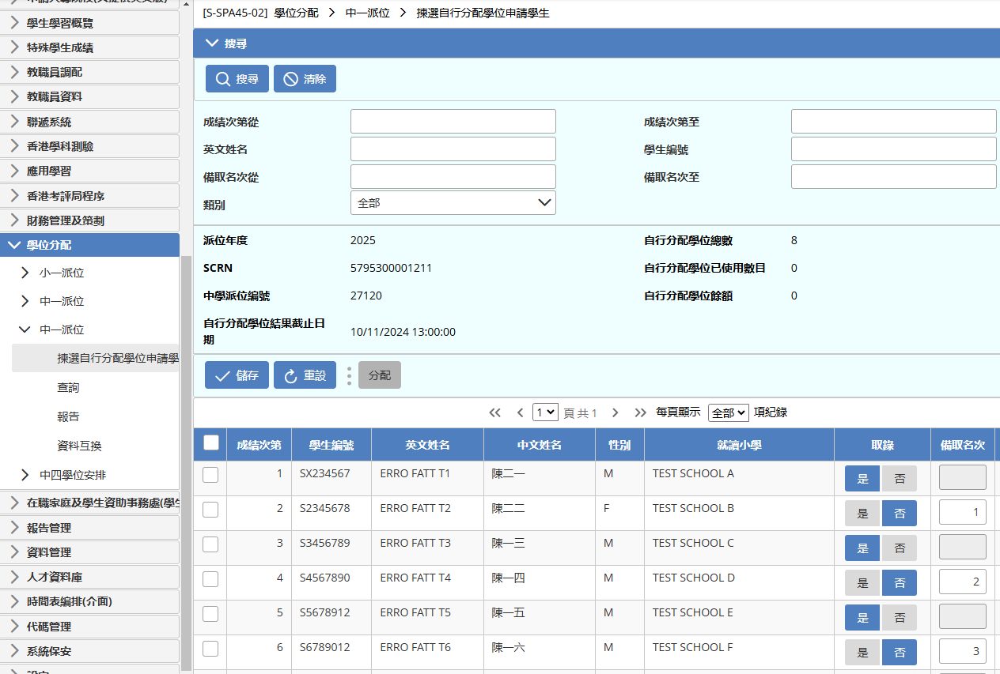 學生學習概覽
特殊學生成績
教職員調配
教職員資料
聯遞系統
香港學科測驗
應用學習
香港考評局程序
財務管理及策劃
學位分配
小一派位
中一派位
中一派位
揀選自行分配學位申請學
查詢
報告
資料互換
中四學位安排
在職家庭及學生資助事務處(學生
報告管理
資料管理
人才資料庫
時間表編排(介面)
代碼管理
系統保安
[S-SPA45-02] 學位分配 > 中一派位 > 揀選自行分配學位申請學生
搜尋
搜尋 清除
成績次第從 成績次第至
英文姓名 學生編號
備取名次從 備取名次至
類別 全部
派位年度 2025 自行分配學位總數 8
SCRN 5795300001211 自行分配學位已使用數目 0
中學派位編號 27120 自行分配學位餘額 0
自行分配學位結果截止日
期 10/11/2024 13:00:00
儲存 重設 分配
1 頁 共 1 每頁顯示 全部 項紀錄
成績次第 學生編號 英文姓名 中文姓名 性別 就讀小學 取錄 備取名次
1 SX234567 ERRO FATT T1 陳二一 M TEST SCHOOL A 是 否
2 S2345678 ERRO FATT T2 陳二二 F TEST SCHOOL B 是 否 1
3 S3456789 ERRO FATT T3 陳一三 M TEST SCHOOL C 是 否
4 S4567890 ERRO FATT T4 陳一四 M TEST SCHOOL D 是 否 2
5 S5678912 ERRO FATT T5 陳一五 M TEST SCHOOL E 是 否
6 S6789012 ERRO FATT T6 陳一六 M TEST SCHOOL F 是 否 3